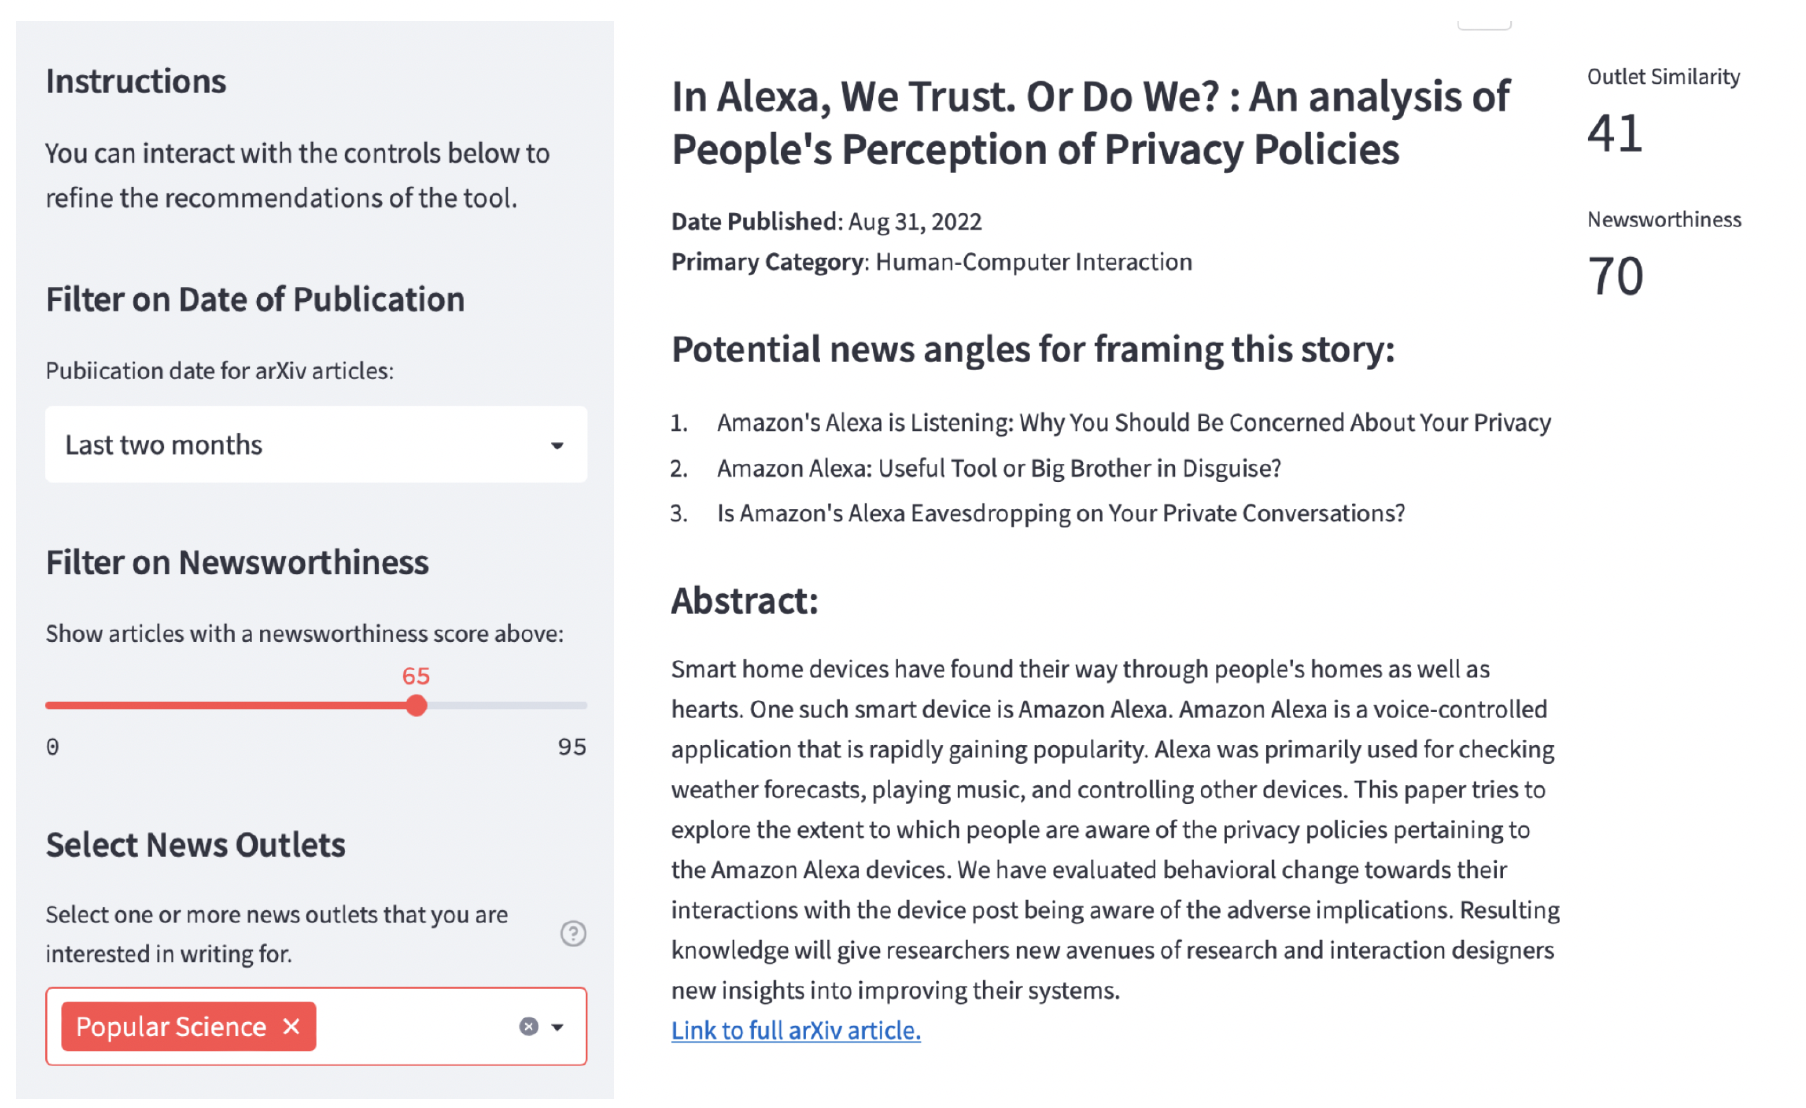 Instructions
You can interact with the controls below to
refine the recommendations of the tool.
Filter on Date of Publication
Pubiication date for arXiv articles:
Last two months
Filter on Newsworthiness
Show articles with a newsworthiness score above:
65
0 95
Select News Outlets
Select one or more news outlets that you are
interested in writing for.
Popular Science
In Alexa, We Trust. Or Do We? : An analysis of
People's Perception of Privacy Policies
Date Published: Aug 31, 2022
Primary Category: Human-Computer Interaction
Potential news angles for framing this story:
1. Amazon's Alexa is Listening: Why You Should Be Concerned About Your Privacy
2. Amazon Alexa: Useful Tool or Big Brother in Disguise?
3. Is Amazon's Alexa Eavesdropping on Your Private Conversations?
Abstract:
Smart home devices have found their way through people's homes as well as
hearts. One such smart device is Amazon Alexa. Amazon Alexa is a voice-controlled
application that is rapidly gaining popularity. Alexa was primarily used for checking
weather forecasts, playing music, and controlling other devices. This paper tries to
explore the extent to which people are aware of the privacy policies pertaining to
the Amazon Alexa devices. We have evaluated behavioral change towards their
interactions with the device post being aware of the adverse implications. Resulting
knowledge will give researchers new avenues of research and interaction designers
new insights into improving their systems.
Link to full arXiv article.
Outlet Similarity
41
Newsworthiness
70